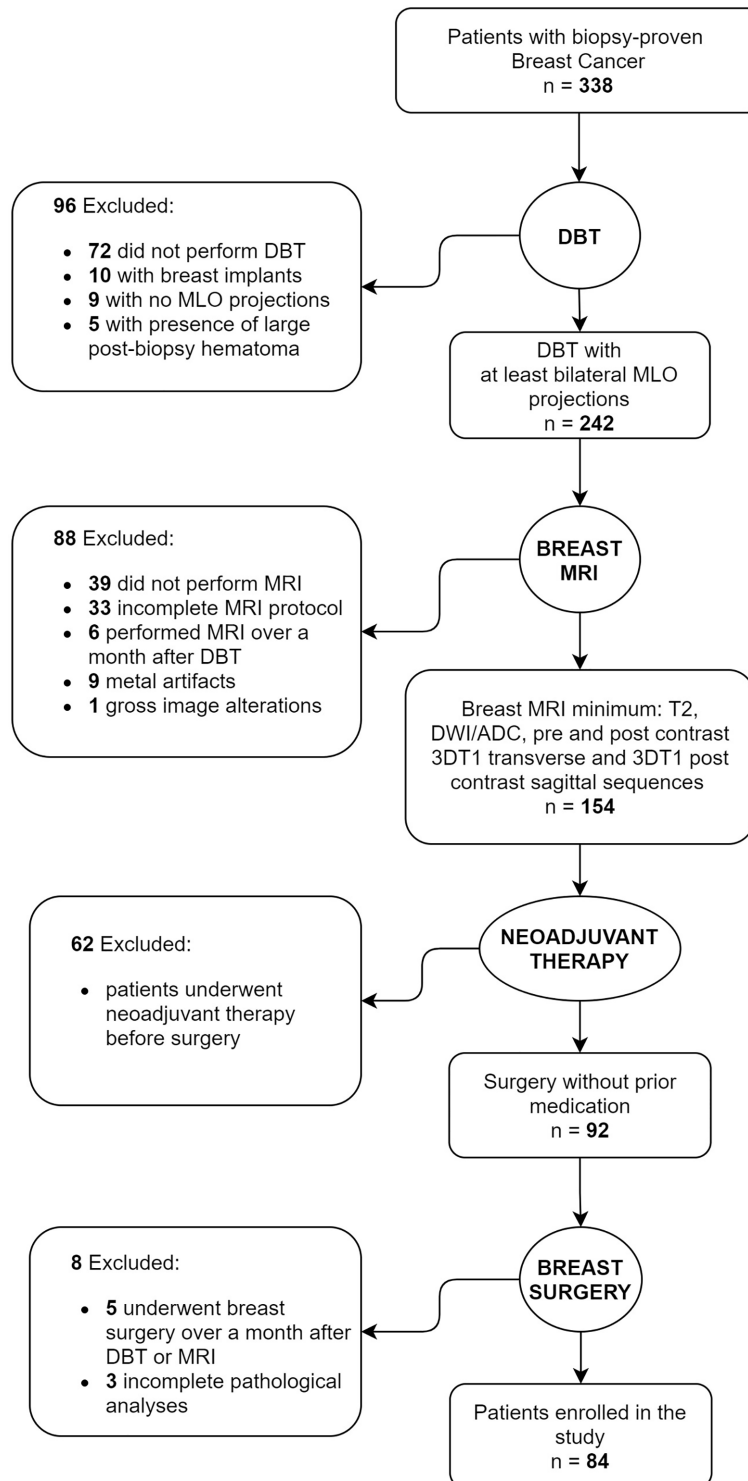 Patients with biopsy-proven
Breast Cancer
n = 338
DBT
96 Excluded:
• 72 did not perform DBT
• 10 with breast implants
• 9 with no MLO projections
• 5 with presence of large
post-biopsy hematoma
DBT with
at least bilateral MLO
projections
n = 242
BREAST
MRI
88 Excluded:
• 39 did not perform MRI
• 33 incomplete MRI protocol
• 6 performed MRI over a
month after DBT
• 9 metal artifacts
• 1 gross image alterations
Breast MRI minimum: T2,
DWI/ADC, pre and post contrast
3DT1 transverse and 3DT1 post
contrast sagittal sequences
n = 154
NEOADJUVANT
THERAPY
62 Excluded:
• patients underwent
neoadjuvant therapy
before surgery
Surgery without prior
medication
n = 92
BREAST
SURGERY
8 Excluded:
• 5 underwent breast
surgery over a month after
DBT or MRI
• 3 incomplete pathological
analyses
Patients enrolled in the
study
n = 84